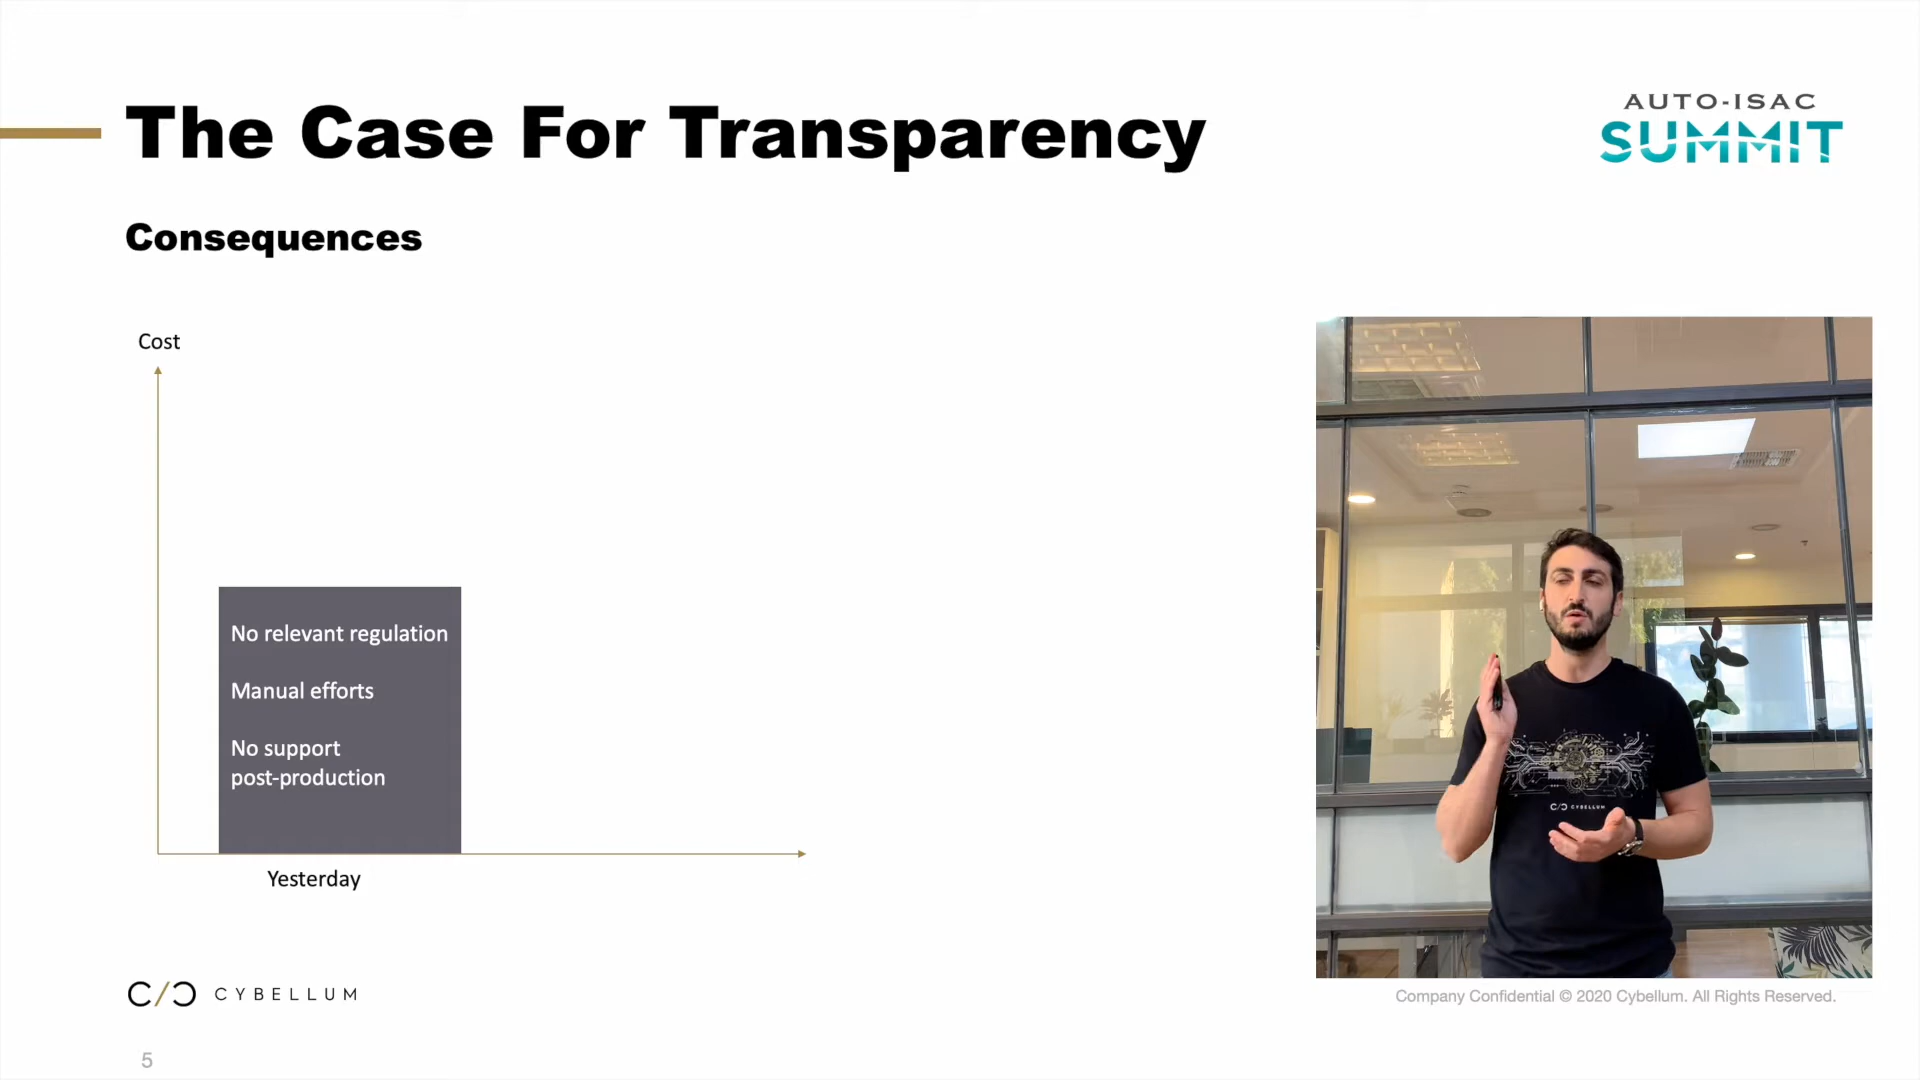 The Case For Transparency
AUTO-ISAC
SUMMIT
Consequences
Cost
No relevant regulation
Manual efforts
No support
post-production
Yesterday
C/C CYBELLUM
C/C CYBELLUM
Company Confidential © 2020 Cybellum. All Rights Reserved.
5